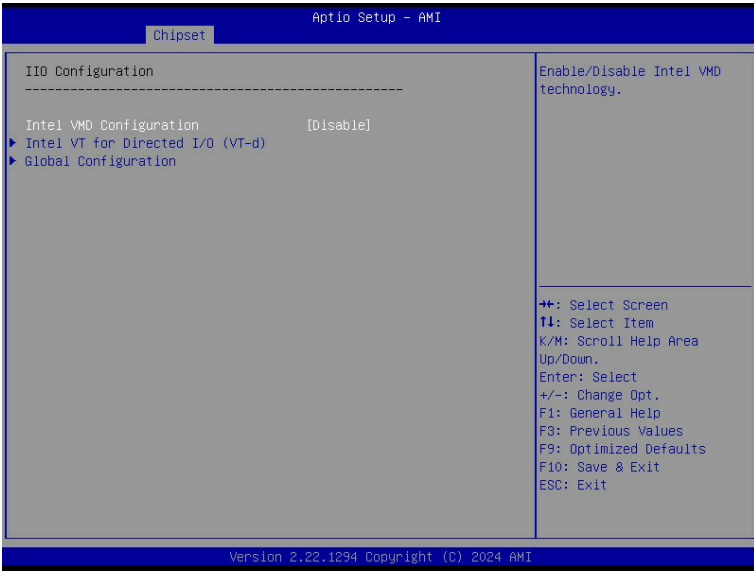 Aptio Setup – AMI
Chipset
IIO Configuration
--------------------------------------------------
Intel VMD Configuration [Disable]
▶ Intel VT for Directed I/O (VT-d)
▶ Global Configuration
Enable/Disable Intel VMD
technology.
→←: Select Screen
↑↓: Select Item
K/M: Scroll Help Area
Up/Down.
Enter: Select
+/-: Change Opt.
F1: General Help
F3: Previous Values
F9: Optimized Defaults
F10: Save & Exit
ESC: Exit
Version 2.22.1294 Copyright (C) 2024 AMI